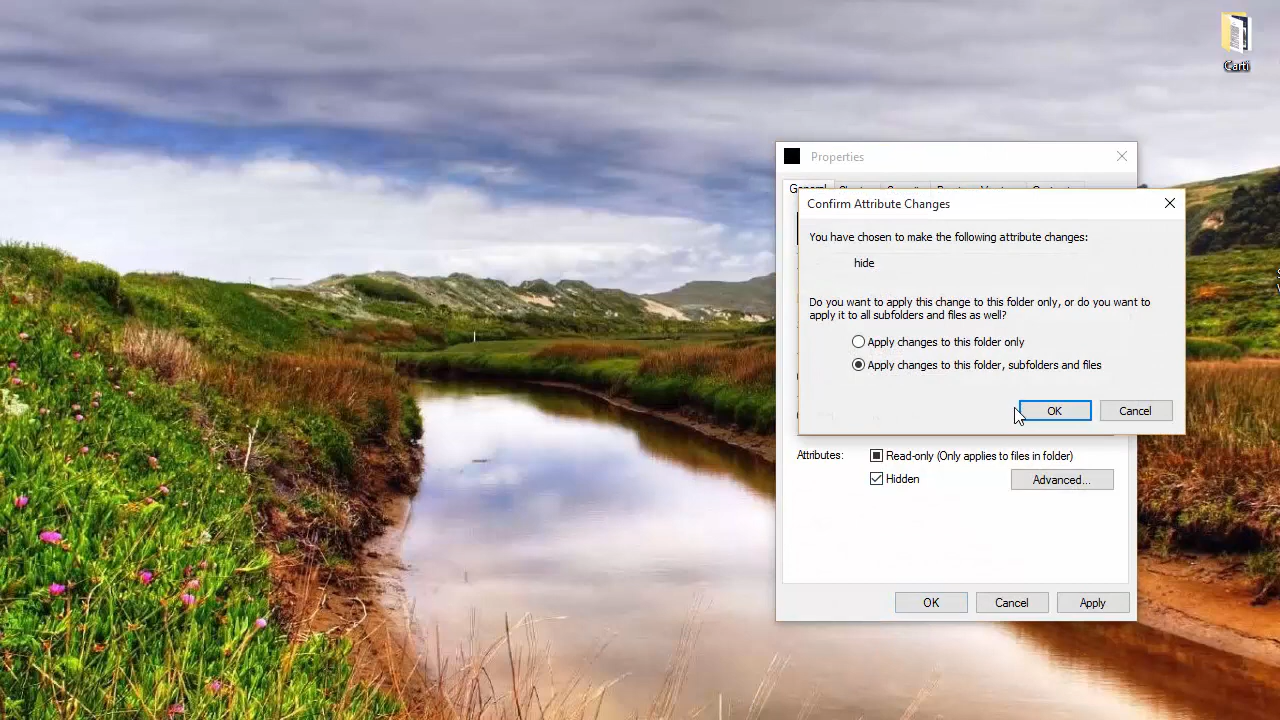 Carti
Properties
General
Confirm Attribute Changes
You have chosen to make the following attribute changes:
hide
Do you want to apply this change to this folder only, or do you want to
apply it to all subfolders and files as well?
Apply changes to this folder only
Apply changes to this folder, subfolders and files
OK
Cancel
Attributes:
Read-only (Only applies to files in folder)
Hidden
Advanced...
OK
Cancel
Apply